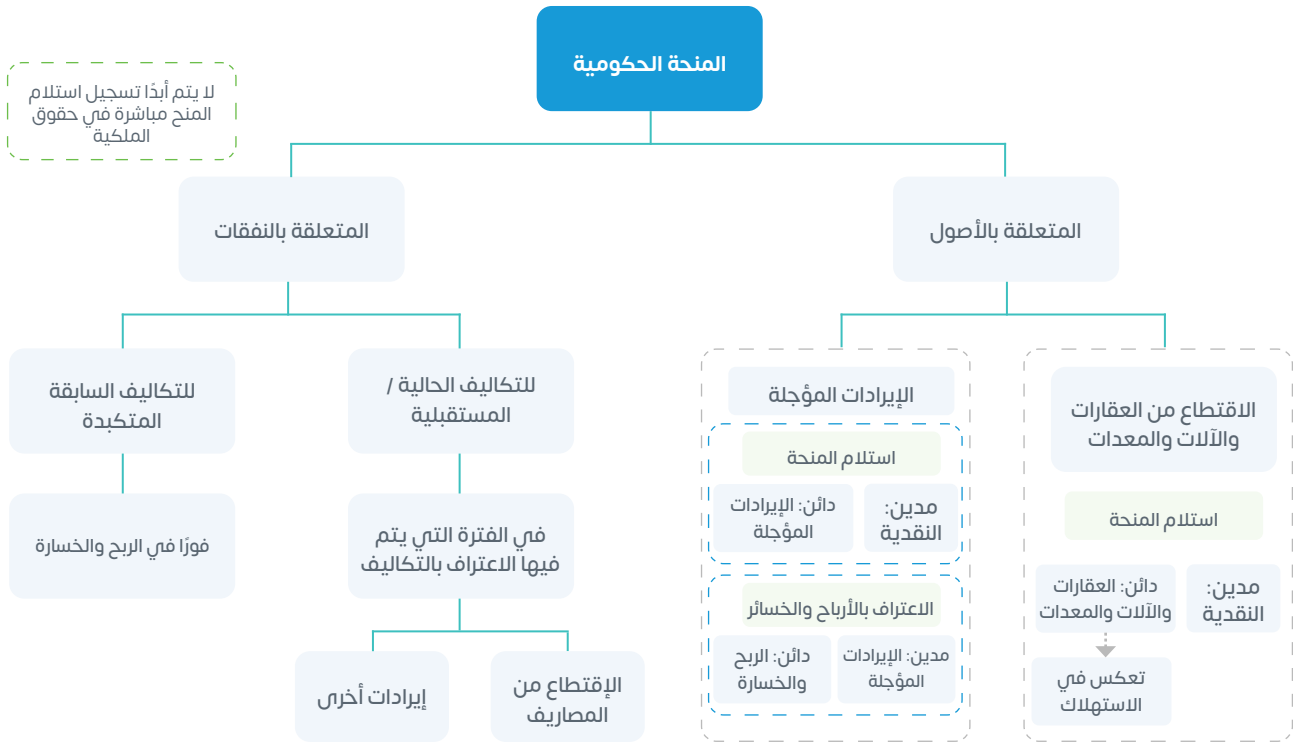 المنحة الحكومية
لا يتم أبدًا تسجيل استلام
المنح مباشرة في حقوق
الملكية
المتعلقة بالأصول
المتعلقة بالنفقات
الاقتطاع من العقارات
والآلات والمعدات
استلام المنحة
مدين:
النقدية
دائن: العقارات
والآلات والمعدات
تعكس في
الاستهلاك
الإيرادات المؤجلة
استلام المنحة
مدين:
النقدية
دائن: الإيرادات
المؤجلة
الاعتراف بالأرباح والخسائر
مدين: الإيرادات
المؤجلة
دائن: الربح
والخسارة
للتكاليف الحالية /
المستقبلية
في الفترة التي يتم
فيها الاعتراف بالتكاليف
الإقتطاع من
المصاريف
إيرادات أخرى
للتكاليف السابقة
المتكبدة
فورًا في الربح والخسارة